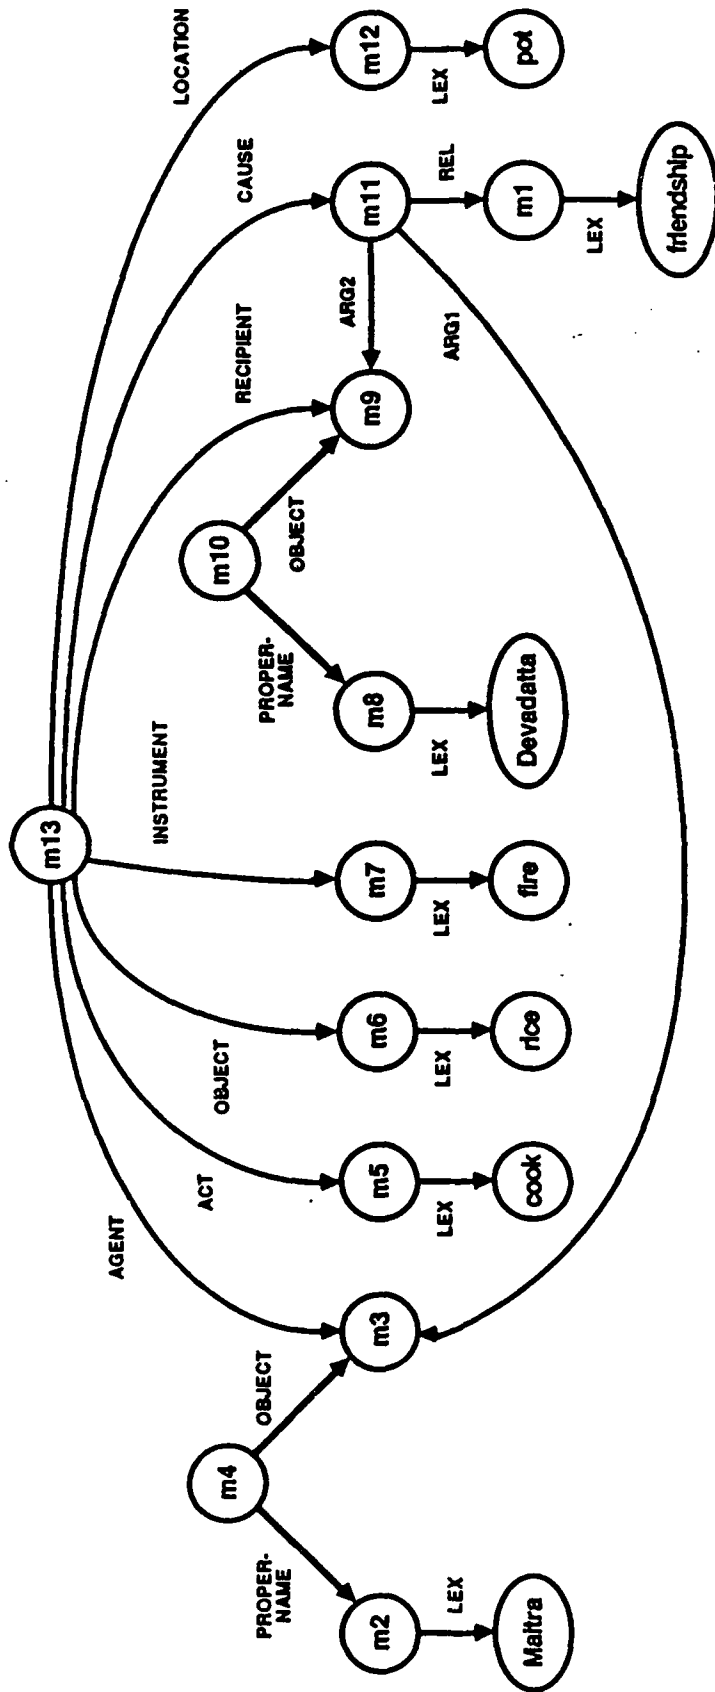 m13
AGENT
ACT
OBJECT
INSTRUMENT
RECIPIENT
CAUSE
LOCATION
m4
PROPER-
NAME
OBJECT
m10
PROPER-
NAME
OBJECT
m2
m3
m5
m6
m7
m8
m9
ARG2
m11
m12
LEX
LEX
LEX
LEX
LEX
ARG1
REL
LEX
Maitra
cook
rice
fire
Devadatta
m1
pot
LEX
friendship